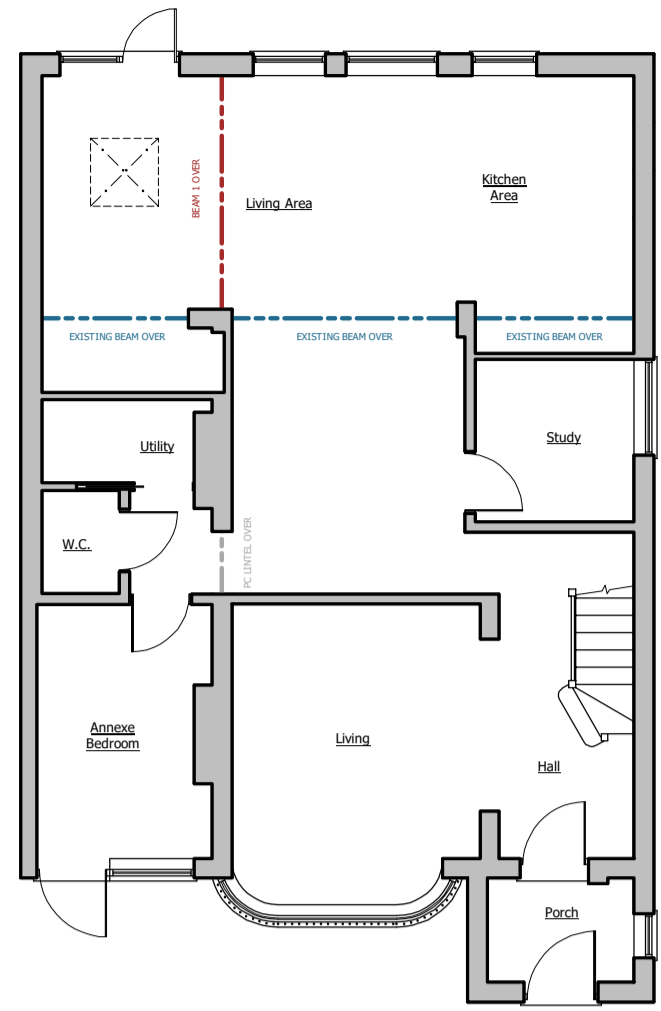 BEAM 1 OVER
Living Area
Kitchen
Area
EXISTING BEAM OVER
EXISTING BEAM OVER
EXISTING BEAM OVER
Utility
Study
W.C.
PC LINTEL OVER
Annexe
Bedroom
Living
Hall
Porch